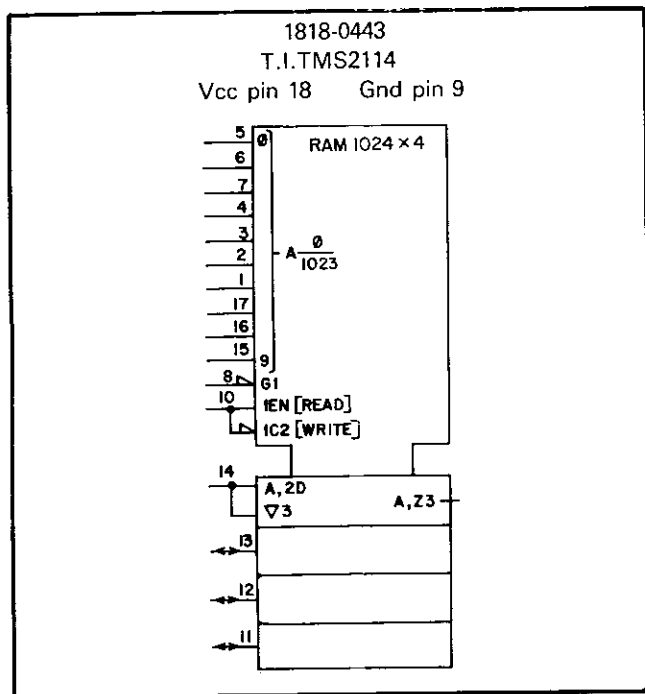 1818-0443
T.I.TMS2114
Vcc pin 18 Gnd pin 9
RAM 1024 × 4
5 Ø
6
7
4
3
A Ø/1023
2
1
17
16
15 9
8 G1
10 1EN [READ]
1C2 [WRITE]
14 A,2D A,Z3
▽3
13
12
11